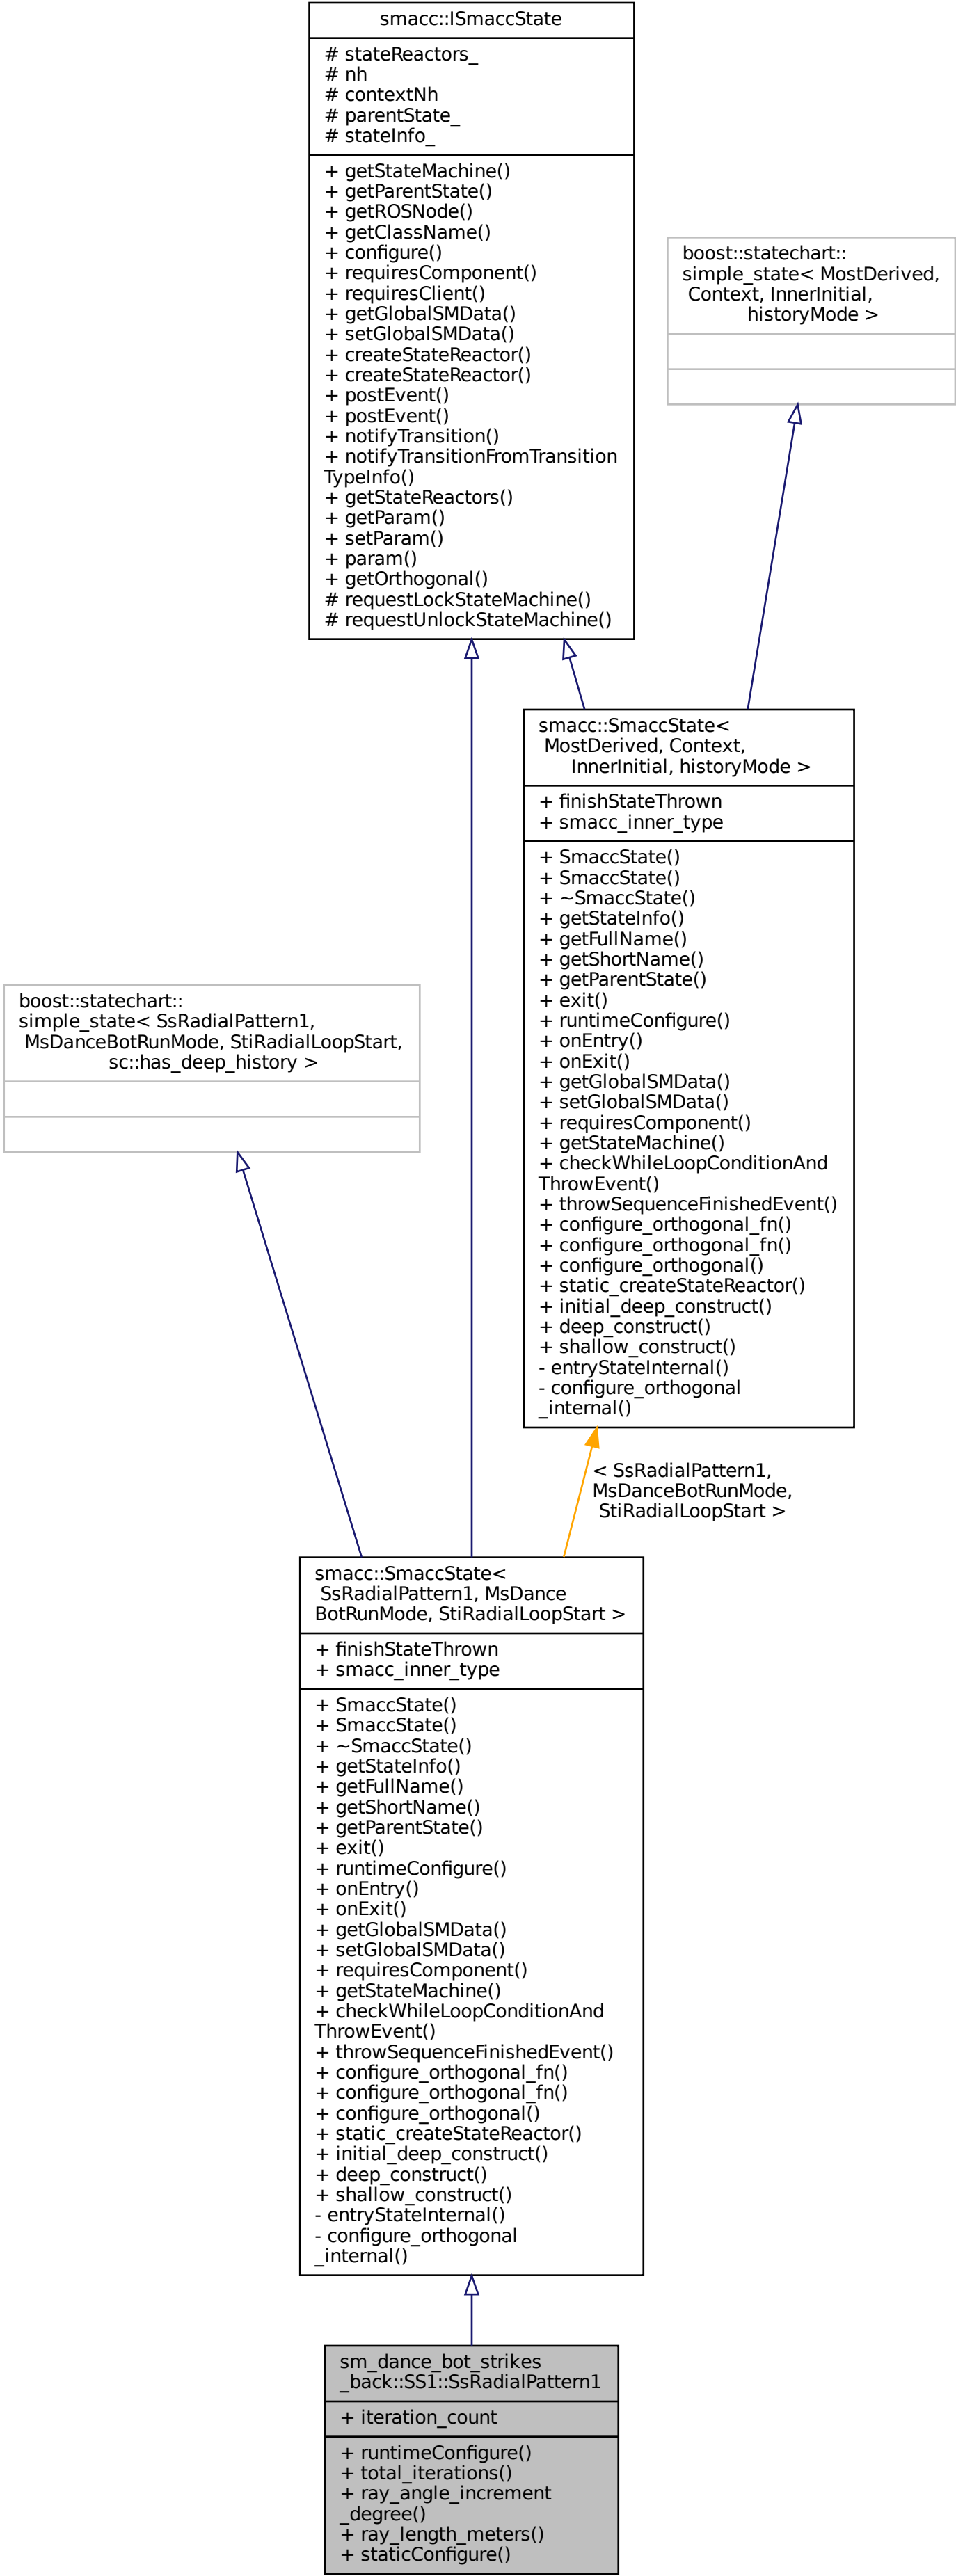 smacc::ISmaccState
# stateReactors_
# nh
# contextNh
# parentState_
# stateInfo_
+ getStateMachine()
+ getParentState()
+ getROSNode()
+ getClassName()
+ configure()
+ requiresComponent()
+ requiresClient()
+ getGlobalSMData()
+ setGlobalSMData()
+ createStateReactor()
+ createStateReactor()
+ postEvent()
+ postEvent()
+ notifyTransition()
+ notifyTransitionFromTransition
TypeInfo()
+ getStateReactors()
+ getParam()
+ setParam()
+ param()
+ getOrthogonal()
# requestLockStateMachine()
# requestUnlockStateMachine()
boost::statechart::
simple_state< MostDerived,
Context, InnerInitial,
historyMode >
smacc::SmaccState<
MostDerived, Context,
InnerInitial, historyMode >
+ finishStateThrown
+ smacc_inner_type
+ SmaccState()
+ SmaccState()
+ ~SmaccState()
+ getStateInfo()
+ getFullName()
+ getShortName()
+ getParentState()
+ exit()
+ runtimeConfigure()
+ onEntry()
+ onExit()
+ getGlobalSMData()
+ setGlobalSMData()
+ requiresComponent()
+ getStateMachine()
+ checkWhileLoopConditionAnd
ThrowEvent()
+ throwSequenceFinishedEvent()
+ configure_orthogonal_fn()
+ configure_orthogonal_fn()
+ configure_orthogonal()
+ static_createStateReactor()
+ initial_deep_construct()
+ deep_construct()
+ shallow_construct()
- entryStateInternal()
- configure_orthogonal
_internal()
boost::statechart::
simple_state< SsRadialPattern1,
MsDanceBotRunMode, StiRadialLoopStart,
sc::has_deep_history >
< SsRadialPattern1,
MsDanceBotRunMode,
StiRadialLoopStart >
smacc::SmaccState<
SsRadialPattern1, MsDance
BotRunMode, StiRadialLoopStart >
+ finishStateThrown
+ smacc_inner_type
+ SmaccState()
+ SmaccState()
+ ~SmaccState()
+ getStateInfo()
+ getFullName()
+ getShortName()
+ getParentState()
+ exit()
+ runtimeConfigure()
+ onEntry()
+ onExit()
+ getGlobalSMData()
+ setGlobalSMData()
+ requiresComponent()
+ getStateMachine()
+ checkWhileLoopConditionAnd
ThrowEvent()
+ throwSequenceFinishedEvent()
+ configure_orthogonal_fn()
+ configure_orthogonal_fn()
+ configure_orthogonal()
+ static_createStateReactor()
+ initial_deep_construct()
+ deep_construct()
+ shallow_construct()
- entryStateInternal()
- configure_orthogonal
_internal()
sm_dance_bot_strikes
_back::SS1::SsRadialPattern1
+ iteration_count
+ runtimeConfigure()
+ total_iterations()
+ ray_angle_increment
_degree()
+ ray_length_meters()
+ staticConfigure()